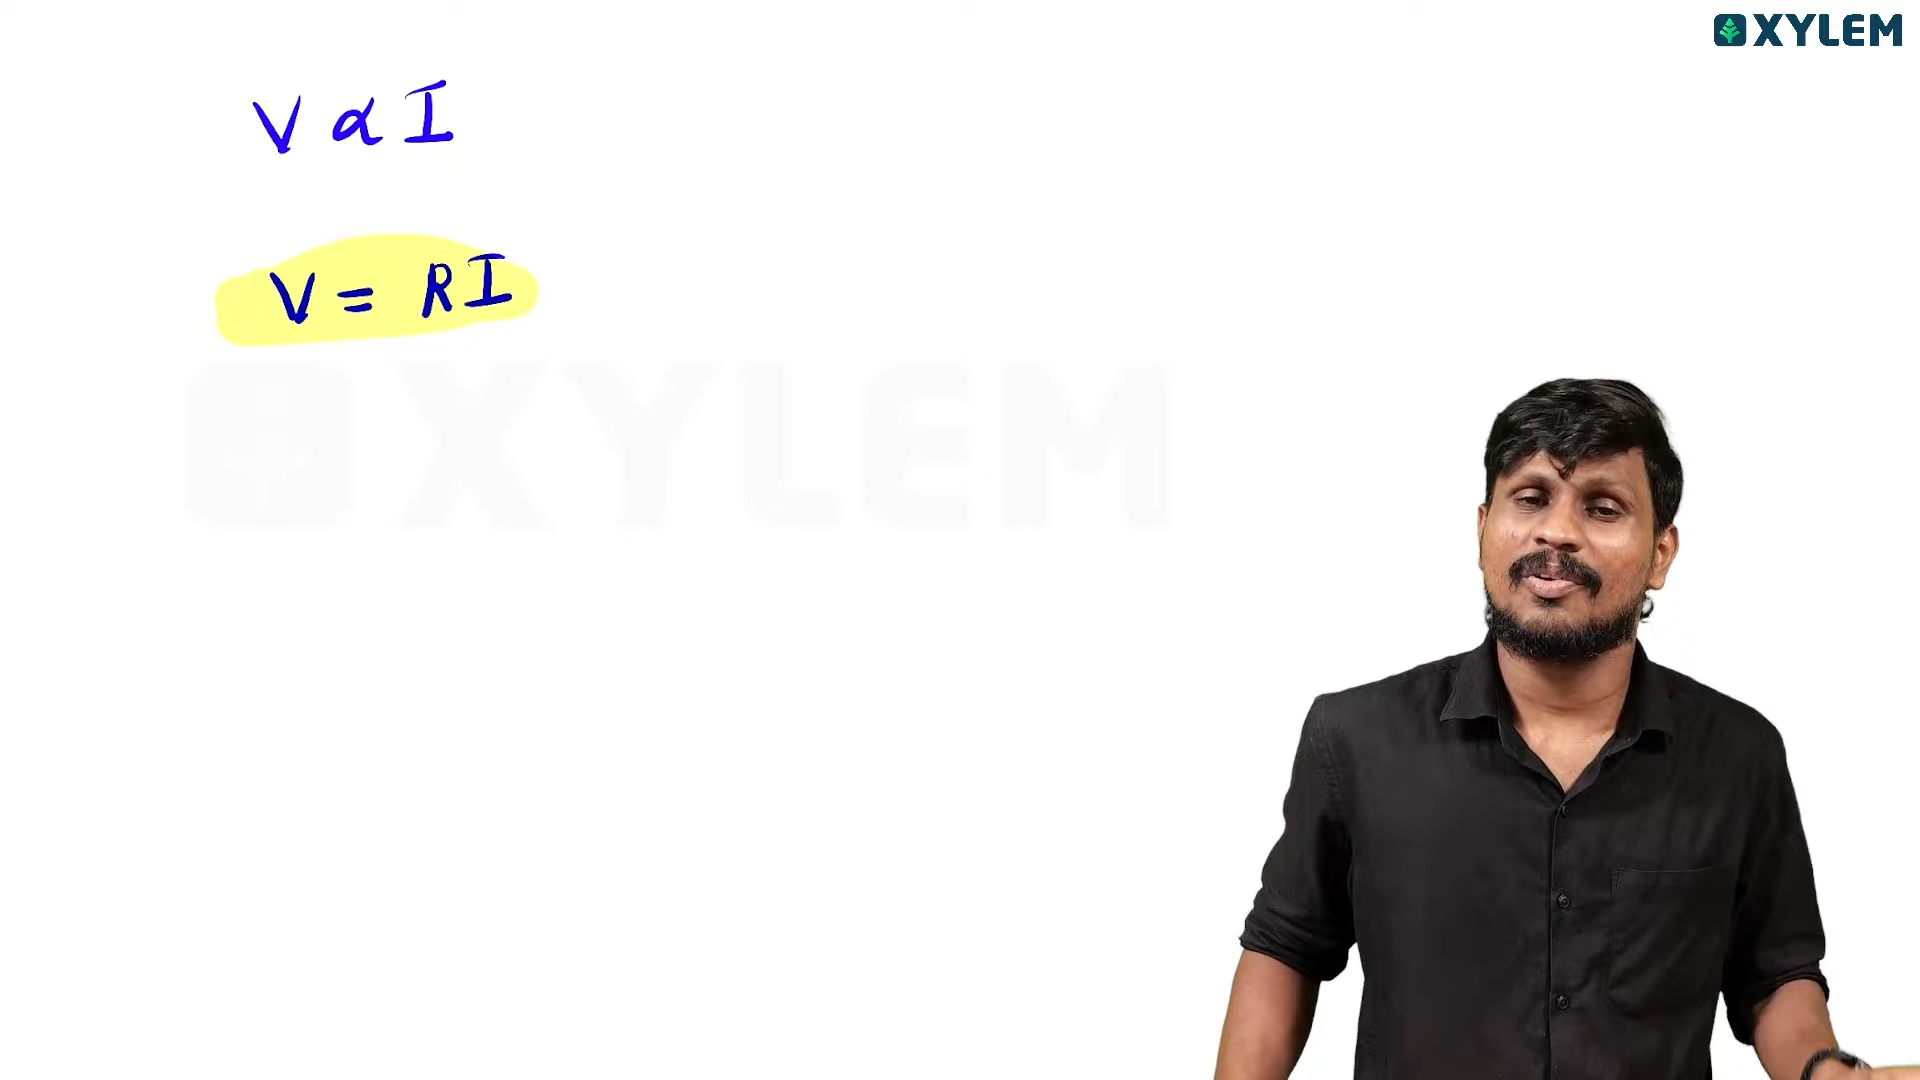 XYLEM
V ∝ I
V = RI
XYLEM